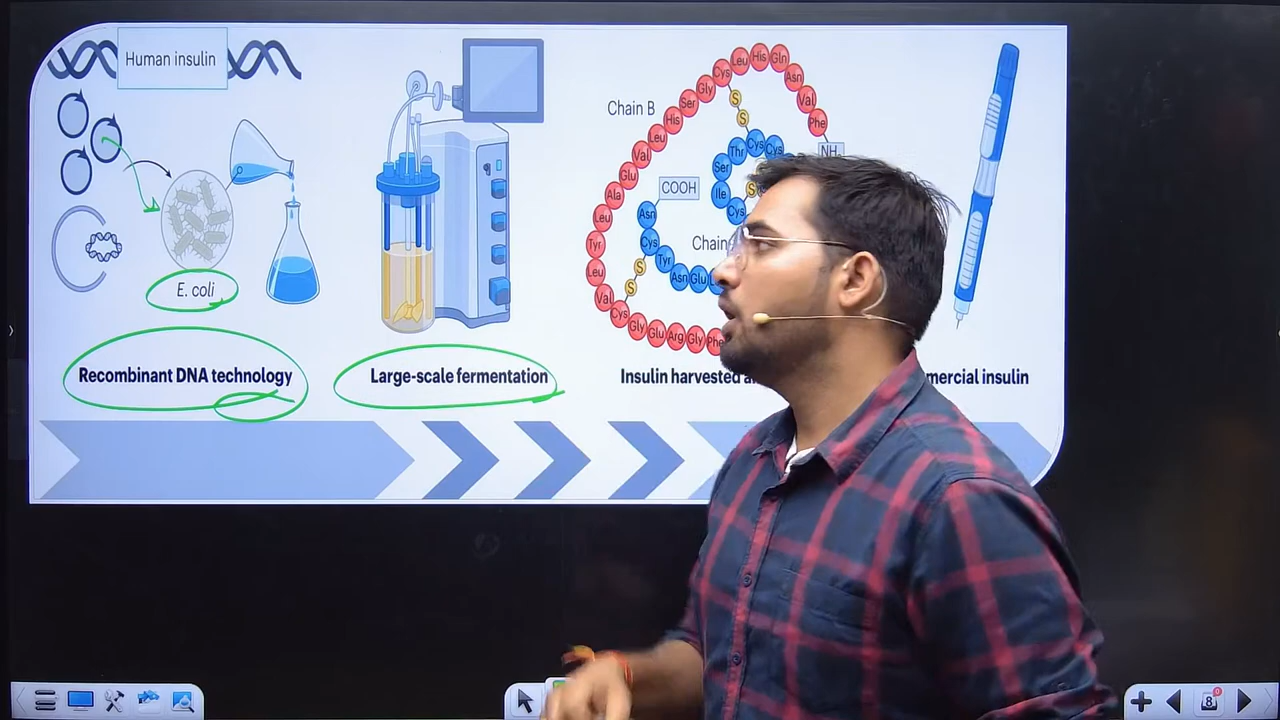 Human insulin
E. coli
Recombinant DNA technology
Large-scale fermentation
Chain B
COOH
NH
Chain
Phe
Val
Asn
Gln
His
Leu
Cys
Gly
Ser
His
Leu
Val
Glu
Ala
Leu
Tyr
Leu
Val
Cys
Gly
Glu
Arg
Gly
Phe
S
S
Cys
Cys
Thr
Ser
Ile
Cys
S
Asn
Cys
Tyr
Asn
Glu
S
S
Insulin harvested
mercial insulin
8